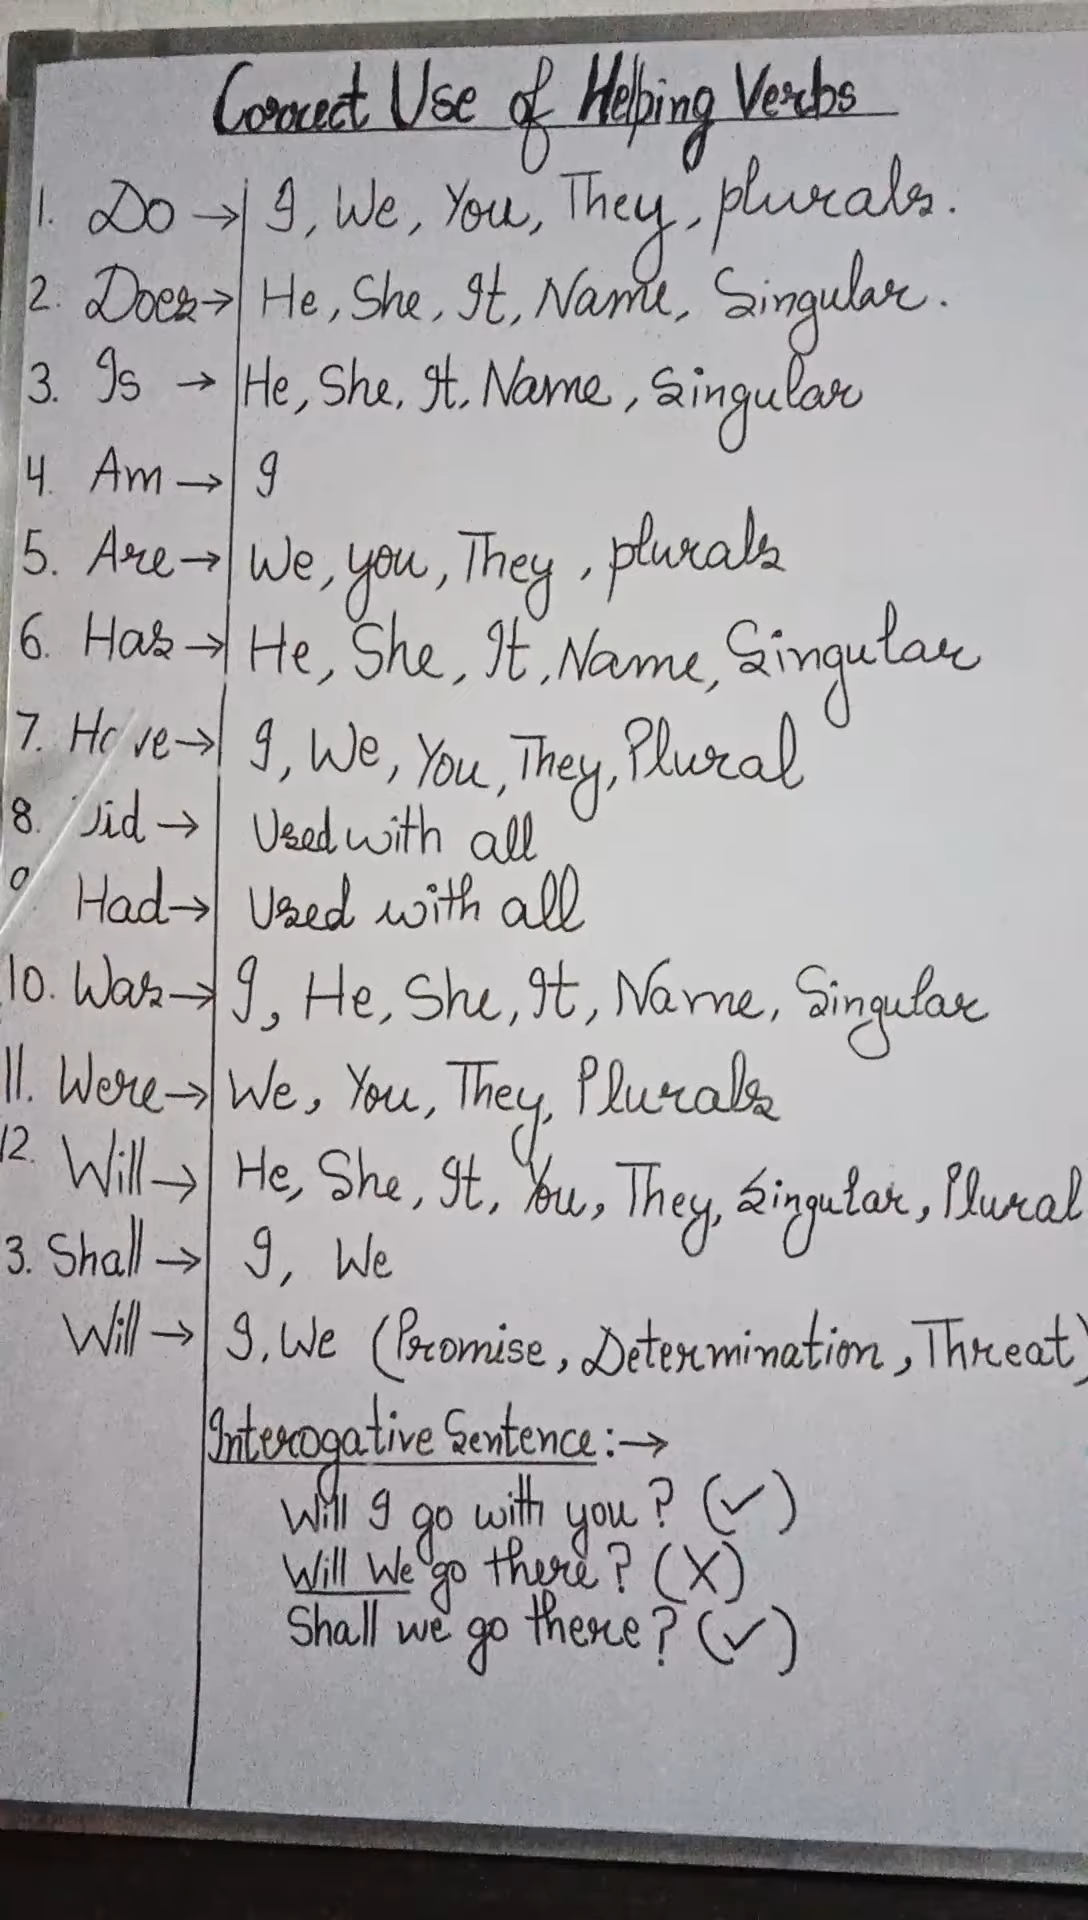 Correct Use of Helping Verbs
1. Do → I, We, You, They, plurals.
2. Does → He, She, It, Name, Singular.
3. Is → He, She, It, Name, Singular
4. Am → I
5. Are → We, you, They, plurals
6. Has → He, She, It, Name, Singular
7. Have → I, We, You, They, Plural
8. Did → Used with all
9. Had → Used with all
10. Was → I, He, She, It, Name, Singular
11. Were → We, You, They, Plurals
12. Will → He, She, It, You, They, Singular, Plural
3. Shall → I, We
Will → I, We (Promise, Determination, Threat)
Interogative Sentence :→
Will I go with you? (✓)
Will We go there? (X)
Shall we go there? (✓)